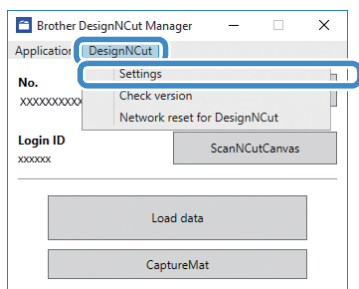 Brother DesignNCut Manager
Application DesignNCut
Settings
No.
Check version
XXXXXXXXXX
Network reset for DesignNCut
Login ID
xxxxxx
ScanNCutCanvas
Load data
CaptureMat